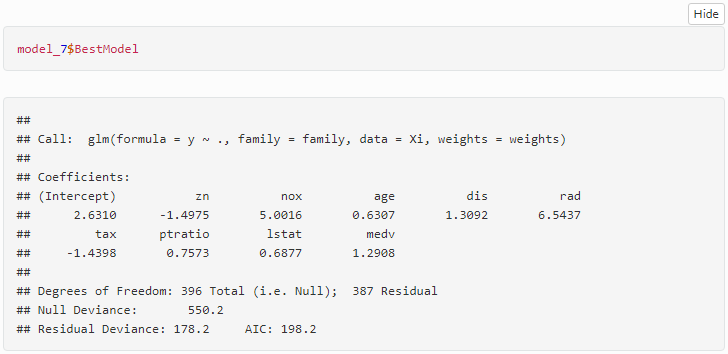 Hide
model_7$BestModel
##
## Call:  glm(formula = y ~ ., family = family, data = Xi, weights = weights)
##
## Coefficients:
## (Intercept)           zn          nox          age          dis          rad
##      2.6310      -1.4975       5.0016       0.6307       1.3092       6.5437
##         tax      ptratio        lstat         medv
##     -1.4398       0.7573       0.6877       1.2908
##
## Degrees of Freedom: 396 Total (i.e. Null);  387 Residual
## Null Deviance:       550.2
## Residual Deviance: 178.2     AIC: 198.2